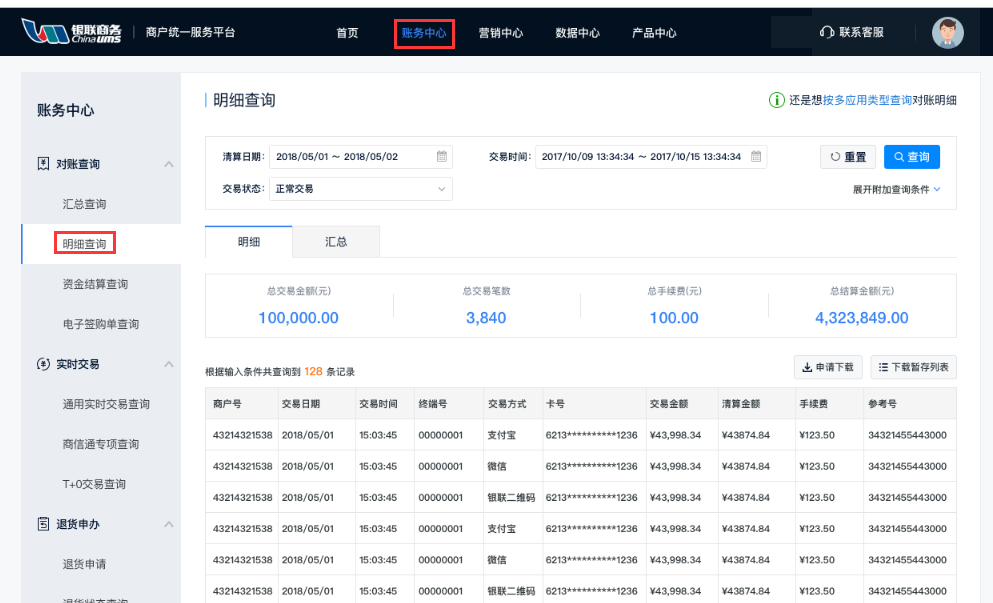 银联商务 ChinaUMS 商户统一服务平台 首页 账务中心 营销中心 数据中心 产品中心 联系客服
账务中心
对账查询
汇总查询
明细查询
资金结算查询
电子签购单查询
实时交易
通用实时交易查询
商信通专项查询
T+0交易查询
退货申办
退货申请
退货状态查询
明细查询
还是想按多应用类型查询对账明细
清算日期: 2018/05/01 ~ 2018/05/02 交易时间: 2017/10/09 13:34:34 ~ 2017/10/15 13:34:34 重置 查询
交易状态: 正常交易 展开附加查询条件
明细 汇总
总交易金额(元) 总交易笔数 总手续费(元) 总结算金额(元)
100,000.00 3,840 100.00 4,323,849.00
根据输入条件共查询到 128 条记录 申请下载 下载暂存列表
商户号 交易日期 交易时间 终端号 交易方式 卡号 交易金额 清算金额 手续费 参考号
43214321538 2018/05/01 15:03:45 00000001 支付宝 6213**********1236 ¥43,998.34 ¥43874.84 ¥123.50 34321455443000
43214321538 2018/05/01 15:03:45 00000001 微信 6213**********1236 ¥43,998.34 ¥43874.84 ¥123.50 34321455443000
43214321538 2018/05/01 15:03:45 00000001 银联二维码 6213**********1236 ¥43,998.34 ¥43874.84 ¥123.50 34321455443000
43214321538 2018/05/01 15:03:45 00000001 支付宝 6213**********1236 ¥43,998.34 ¥43874.84 ¥123.50 34321455443000
43214321538 2018/05/01 15:03:45 00000001 微信 6213**********1236 ¥43,998.34 ¥43874.84 ¥123.50 34321455443000
43214321538 2018/05/01 15:03:45 00000001 银联二维码 6213**********1236 ¥43,998.34 ¥43874.84 ¥123.50 34321455443000